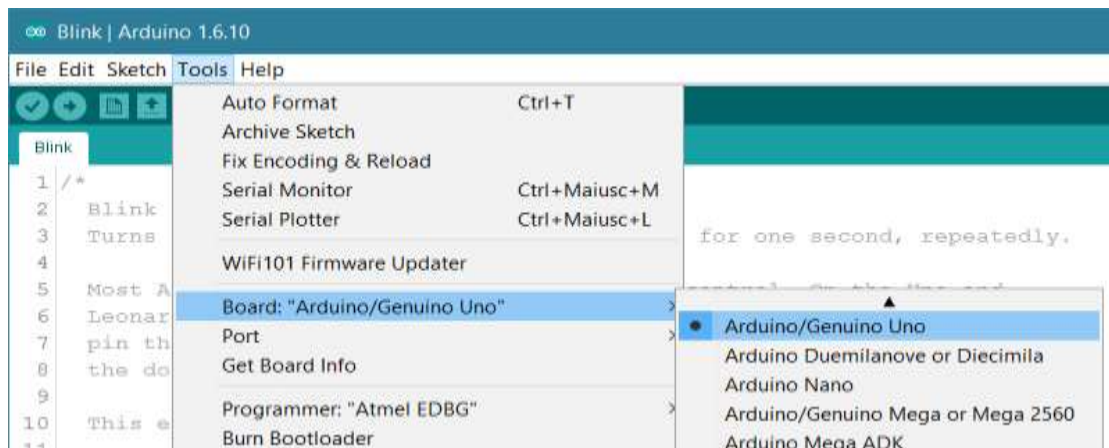 Blink | Arduino 1.6.10
File Edit Sketch Tools Help
Blink
Auto Format Ctrl+T
Archive Sketch
Fix Encoding & Reload
Serial Monitor Ctrl+Maiusc+M
Serial Plotter Ctrl+Maiusc+L
WiFi101 Firmware Updater
Board: "Arduino/Genuino Uno"
Port
Get Board Info
Programmer: "Atmel EDBG"
Burn Bootloader
Arduino/Genuino Uno
Arduino Duemilanove or Diecimila
Arduino Nano
Arduino/Genuino Mega or Mega 2560
Arduino Mega ADK
1 /*
2 Blink
3 Turns for one second, repeatedly.
4
5 Most
6
7 pin
8 the
9
10 This